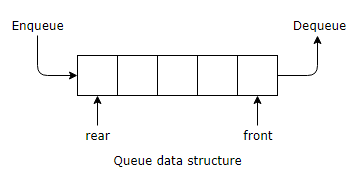 Enqueue
Dequeue
rear
front
Queue data structure